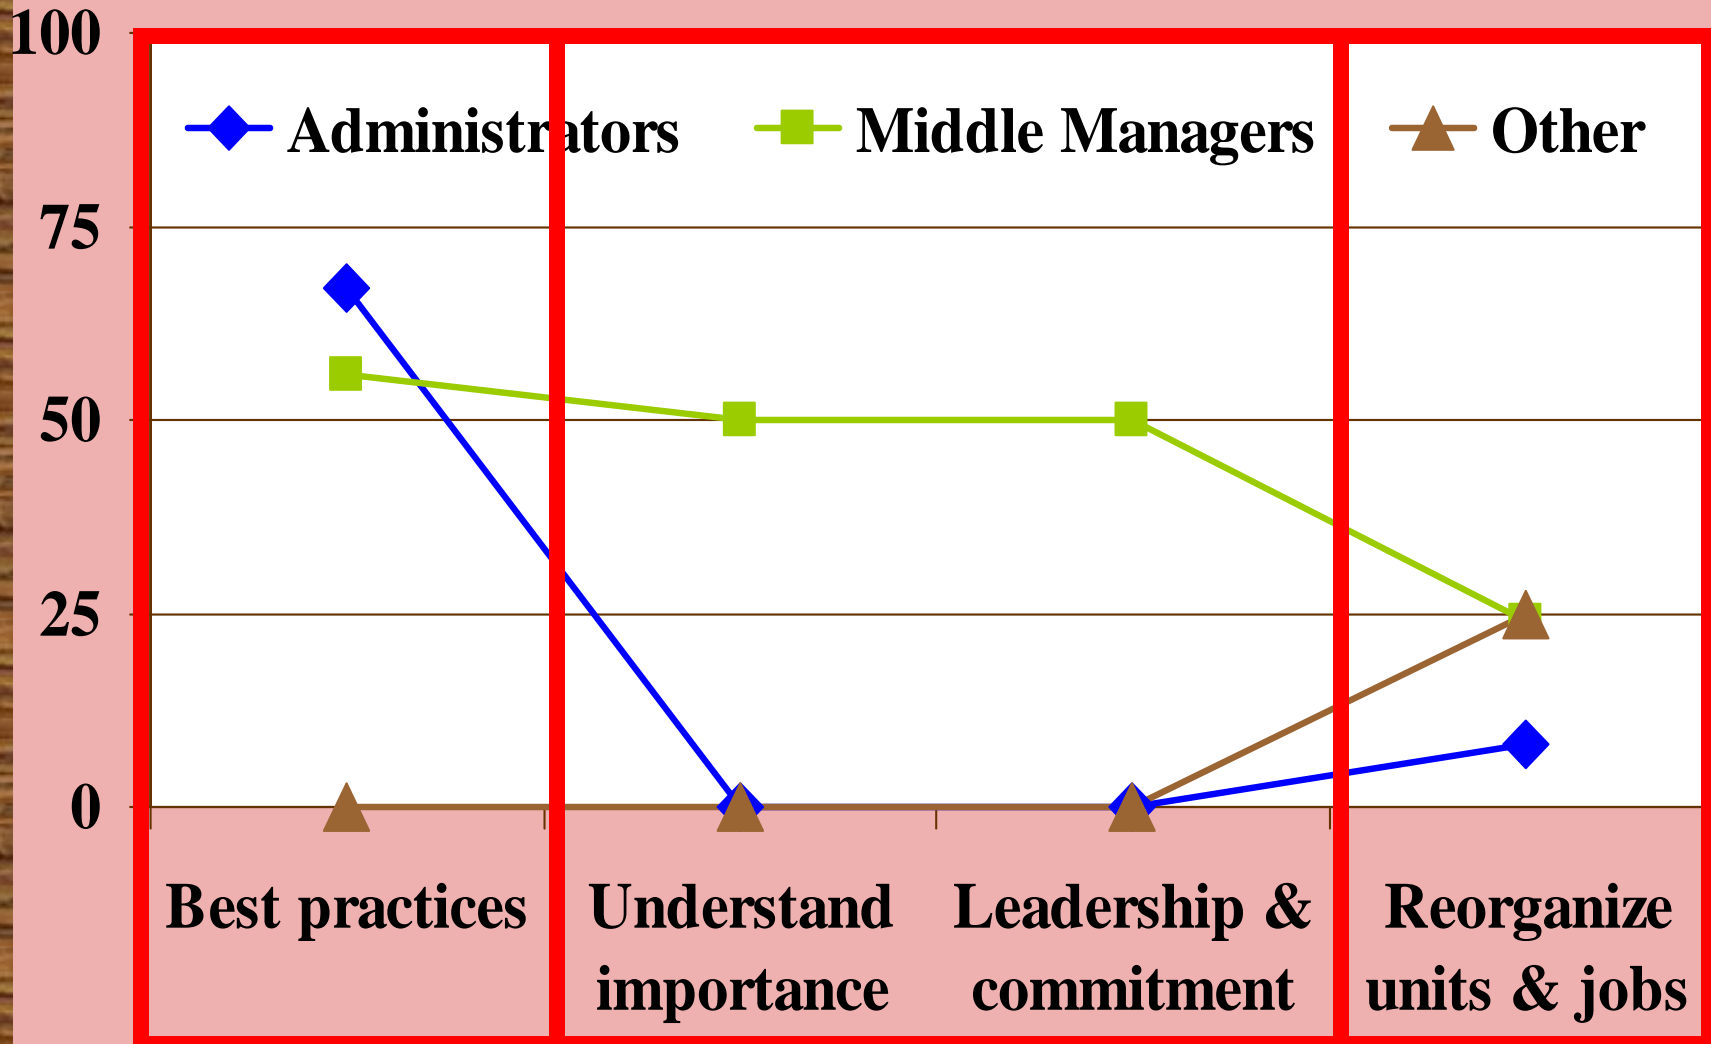 100
Administrators Middle Managers Other
75
50
25
0
Best practices
Understand
importance
Leadership &
commitment
Reorganize
units & jobs